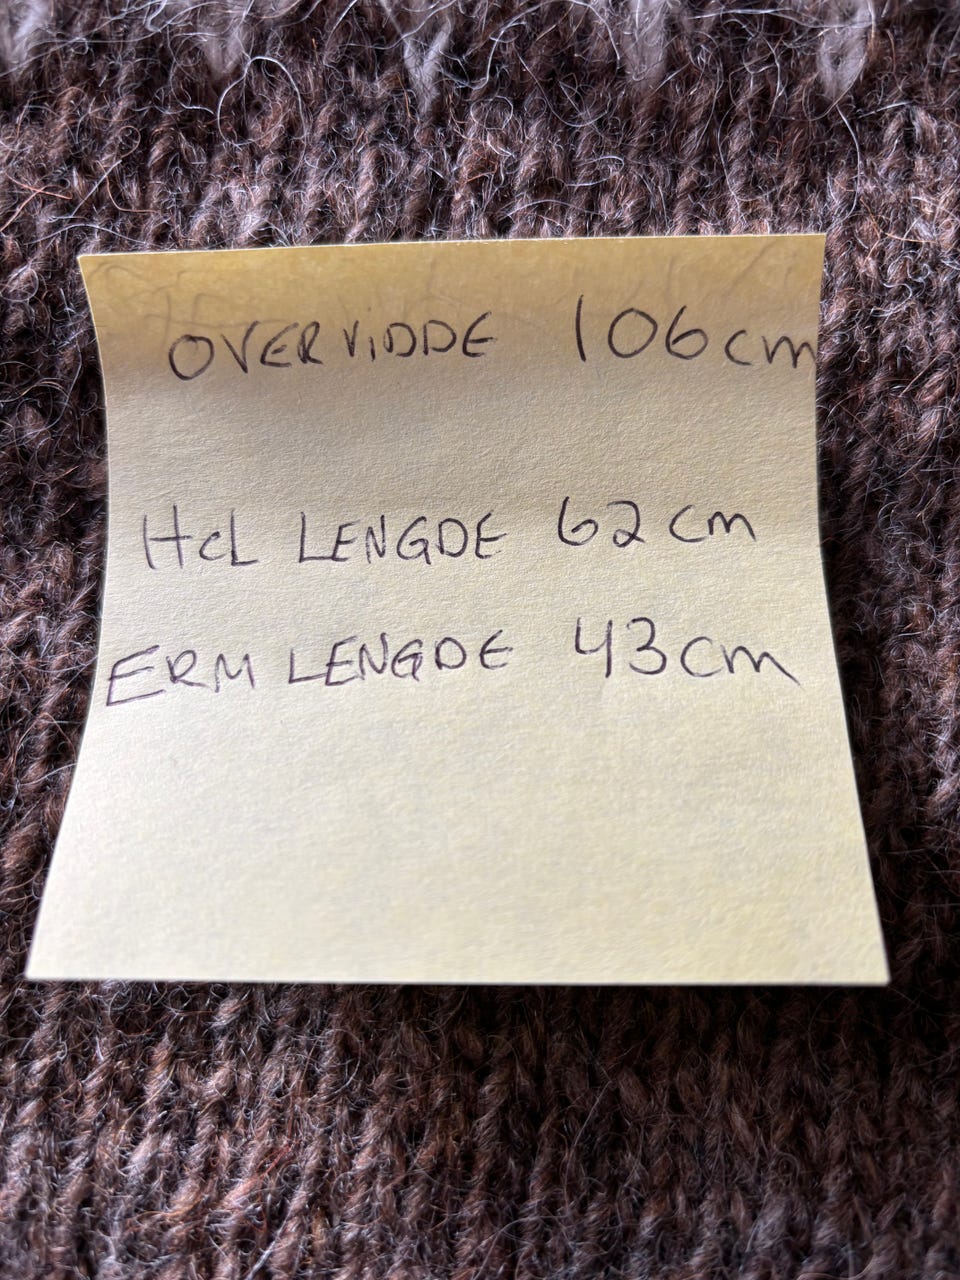 OVERVIDDE 106cm
HEL LENGDE 62cm
ERM LENGDE 43cm